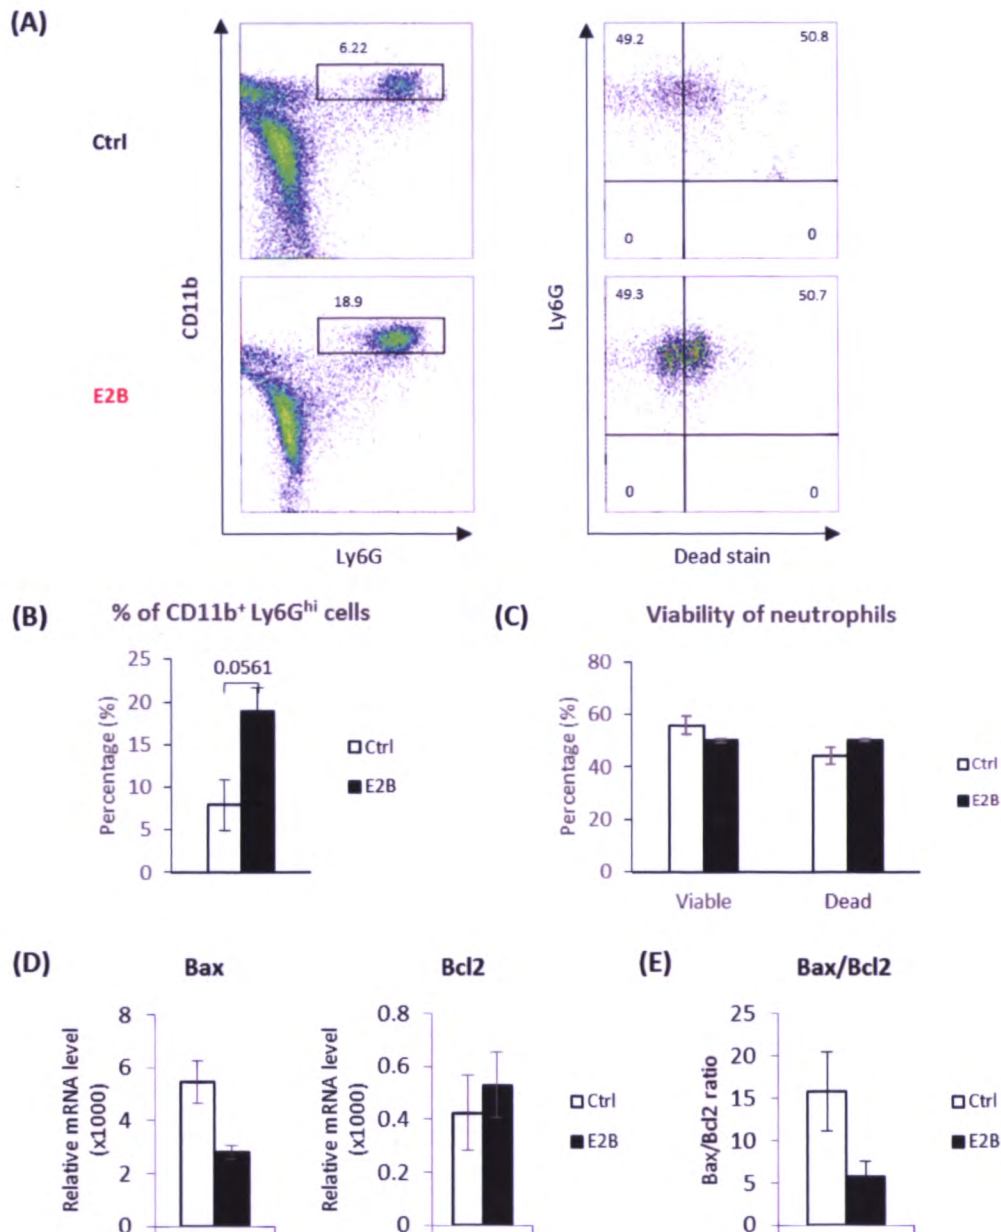 (A)
Ctrl
E2B
CD11b
Ly6G
6.22
18.9
Ly6G
Dead stain
49.2 50.8
0 0
49.3 50.7
0 0
(B) % of CD11b⁺ Ly6Gʰⁱ cells
Percentage (%)
25
20
15
10
5
0
0.0561
Ctrl
E2B
(C) Viability of neutrophils
Percentage (%)
80
60
40
20
0
Viable Dead
Ctrl
E2B
(D) Bax
Relative mRNA level
(x1000)
8
6
4
2
0
Bcl2
Relative mRNA level
(x1000)
0.8
0.6
0.4
0.2
0
Ctrl
E2B
(E) Bax/Bcl2
Bax/Bcl2 ratio
25
20
15
10
5
0
Ctrl
E2B